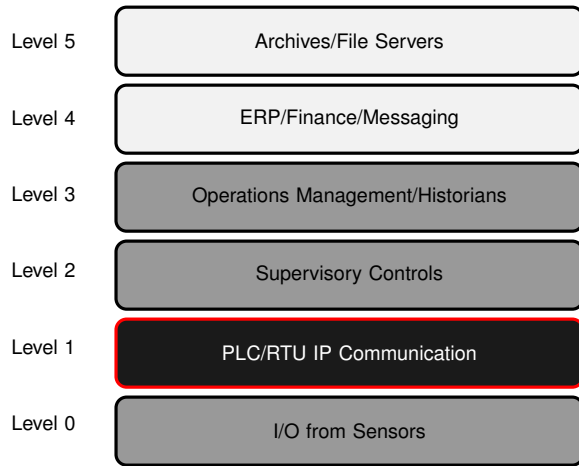 Level 5
Archives/File Servers
Level 4
ERP/Finance/Messaging
Level 3
Operations Management/Historians
Level 2
Supervisory Controls
Level 1
PLC/RTU IP Communication
Level 0
I/O from Sensors